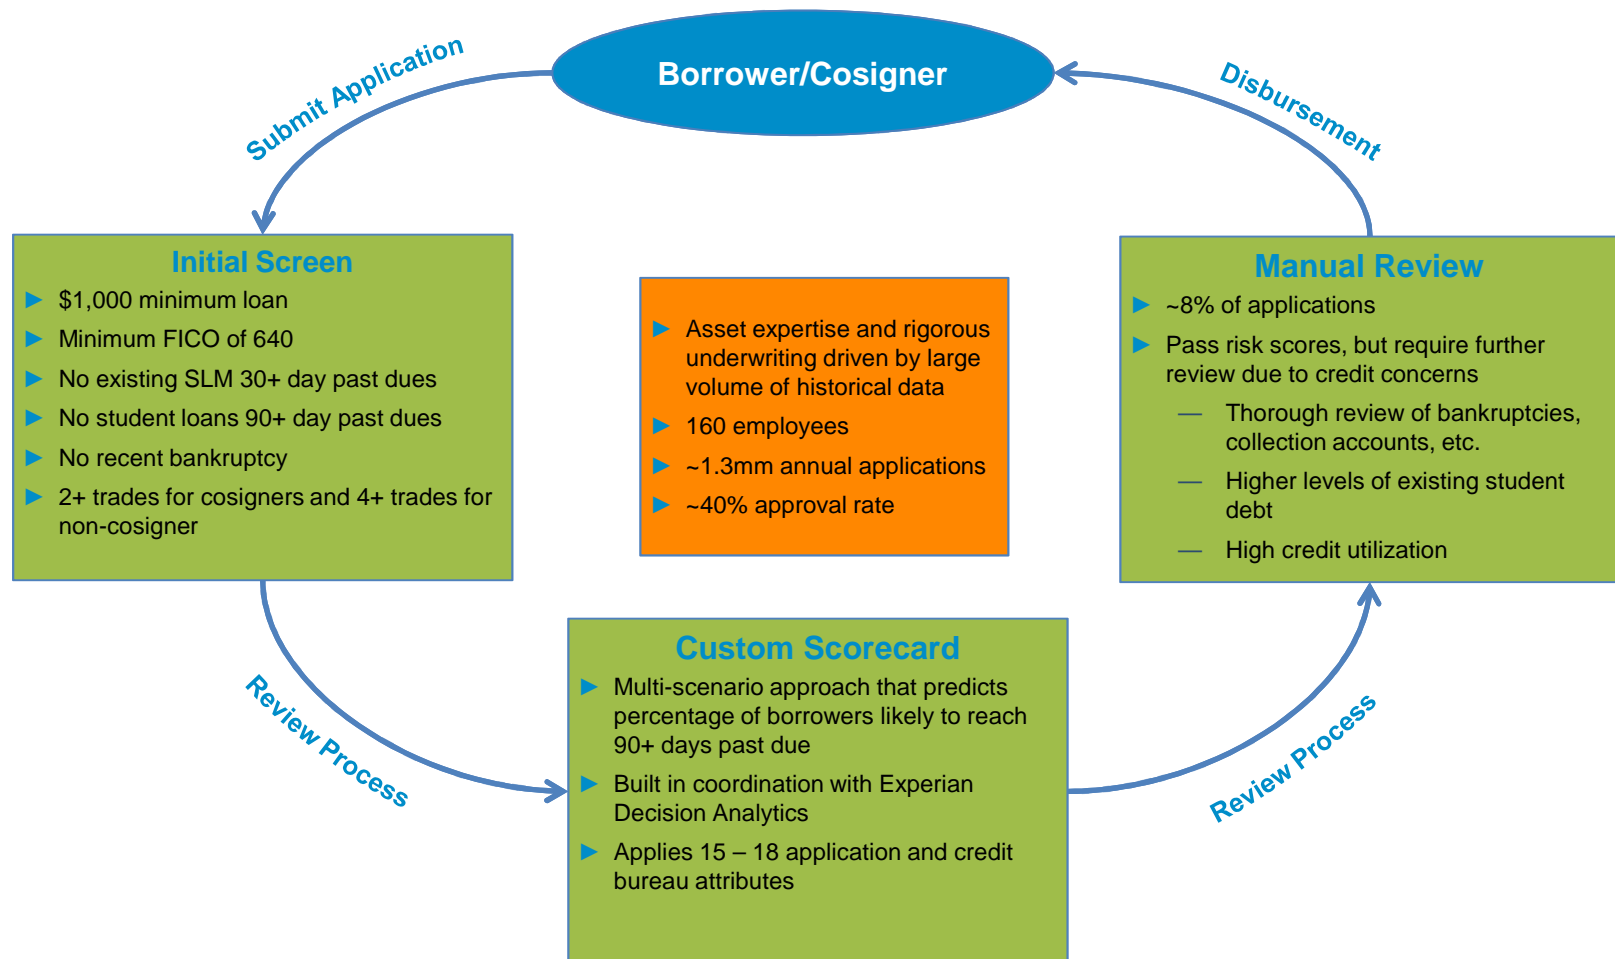 Borrower/Cosigner
Submit Application
Disbursement
Initial Screen
► $1,000 minimum loan
► Minimum FICO of 640
► No existing SLM 30+ day past dues
► No student loans 90+ day past dues
► No recent bankruptcy
► 2+ trades for cosigners and 4+ trades for
non-cosigner
► Asset expertise and rigorous
underwriting driven by large
volume of historical data
► 160 employees
► ~1.3mm annual applications
► ~40% approval rate
Manual Review
► ~8% of applications
► Pass risk scores, but require further
review due to credit concerns
— Thorough review of bankruptcies,
collection accounts, etc.
— Higher levels of existing student
debt
— High credit utilization
Review Process
Custom Scorecard
► Multi-scenario approach that predicts
percentage of borrowers likely to reach
90+ days past due
► Built in coordination with Experian
Decision Analytics
► Applies 15 – 18 application and credit
bureau attributes
Review Process